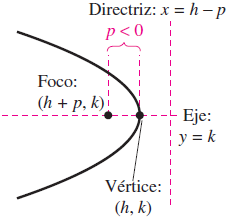 Directriz: x = h − p
p < 0
Foco:
(h + p, k)
Eje:
y = k
Vértice:
(h, k)